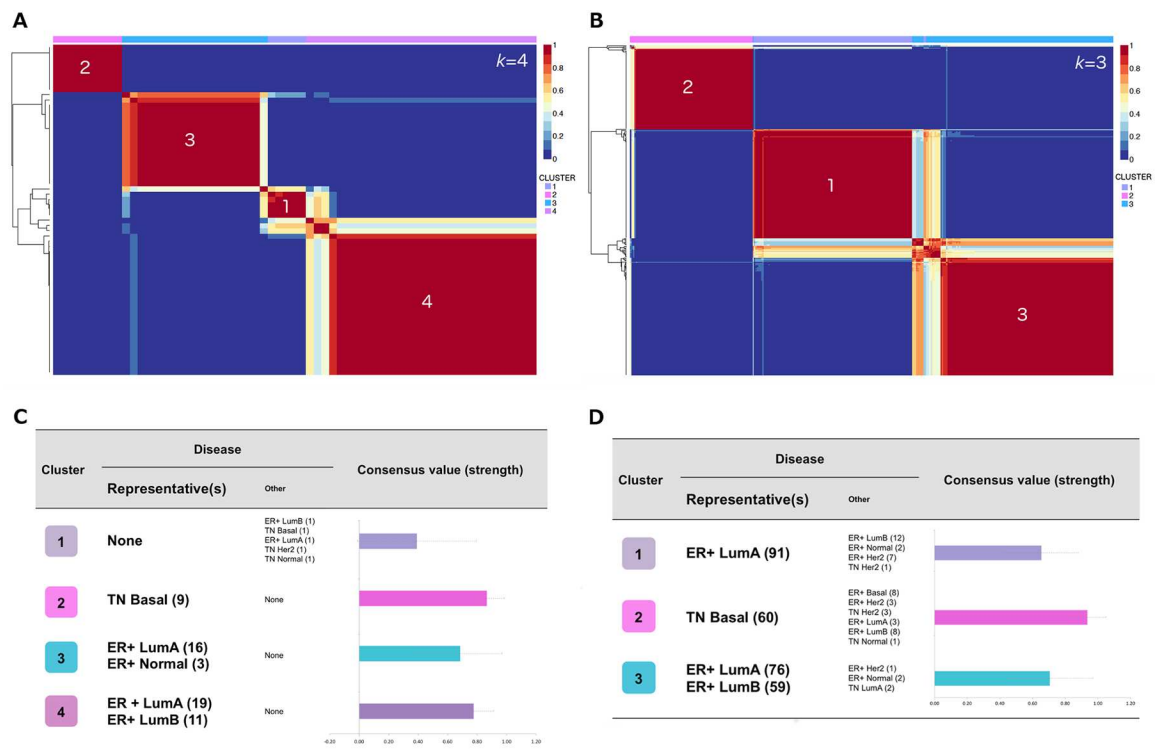 A
k=4
2
3
1
4
1
0.8
0.6
0.4
0.2
0
CLUSTER
1
2
3
4
B
k=3
2
1
3
1
0.8
0.6
0.4
0.2
0
CLUSTER
1
2
3
C
Disease
Cluster
Consensus value (strength)
Representative(s)
Other
1
None
ER+ LumB (1)
TN Basal (1)
ER+ LumA (1)
TN Her2 (1)
TN Normal (1)
2
TN Basal (9)
None
3
ER+ LumA (16)
ER+ Normal (3)
None
4
ER + LumA (19)
ER+ LumB (11)
None
-0.20 0.00 0.20 0.40 0.60 0.80 1.00 1.20
D
Disease
Cluster
Consensus value (strength)
Representative(s)
Other
1
ER+ LumA (91)
ER+ LumB (12)
ER+ Normal (2)
ER+ Her2 (7)
TN Her2 (1)
2
TN Basal (60)
ER+ Basal (8)
ER+ Her2 (3)
TN Her2 (3)
ER+ LumA (3)
ER+ LumB (8)
TN Normal (1)
3
ER+ LumA (76)
ER+ LumB (59)
ER+ Her2 (1)
ER+ Normal (2)
TN LumA (2)
0.00 0.20 0.40 0.60 0.80 1.00 1.20